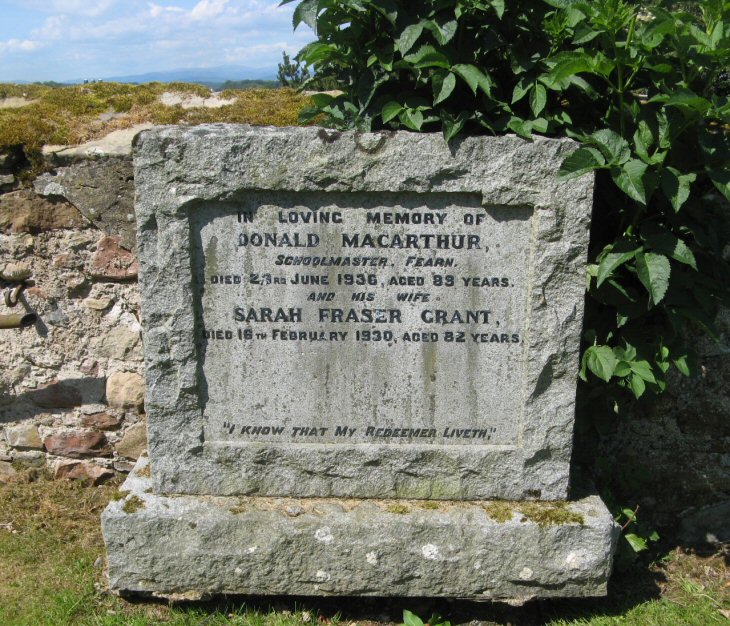 IN LOVING MEMORY OF
DONALD MACARTHUR,
SCHOOLMASTER, FEARN.
DIED 23RD JUNE 1936, AGED 89 YEARS.
AND HIS WIFE
SARAH FRASER GRANT,
DIED 16TH FEBRUARY 1930, AGED 82 YEARS.
"I KNOW THAT MY REDEEMER LIVETH,"